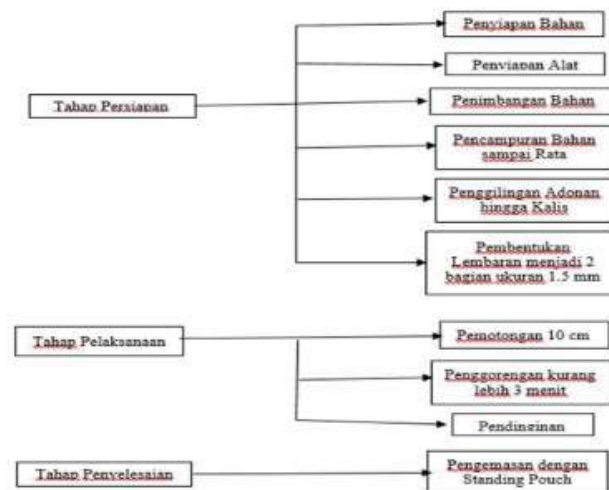 Penyiapan Bahan
Penyiapan Alat
Tahap Persiapan
Penimbangan Bahan
Pencampuran Bahan
sampai Rata
Penggilingan Adonan
hingga Kalis
Pembentukan
Lembaran menjadi 2
bagian ukuran 1.5 mm
Tahap Pelaksanaan
Pemotongan 10 cm
Penggorengan kurang
lebih 3 menit
Pendinginan
Tahap Penyelesaian
Pengemasan dengan
Standing Pouch